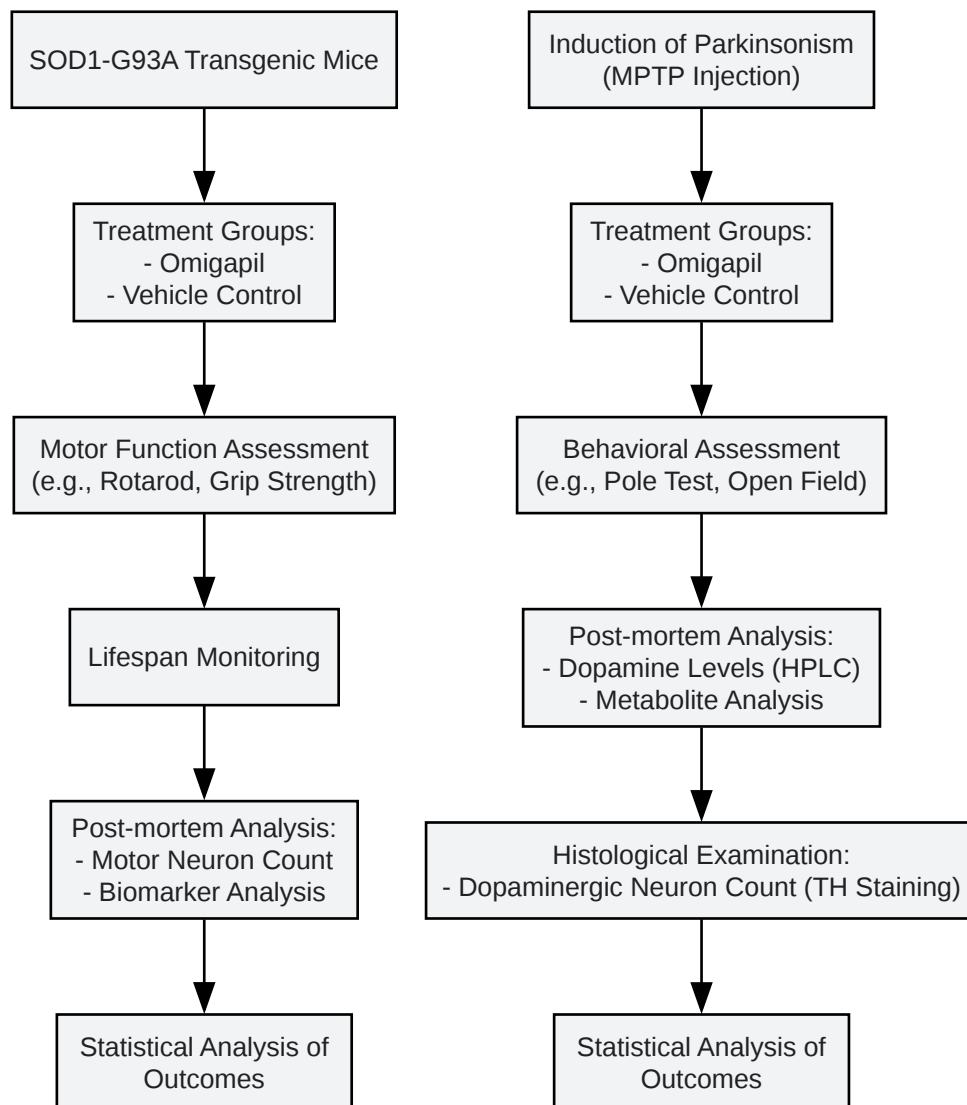 SOD1-G93A Transgenic Mice
Treatment Groups:
- Omigapil
- Vehicle Control
Motor Function Assessment
(e.g., Rotarod, Grip Strength)
Lifespan Monitoring
Post-mortem Analysis:
- Motor Neuron Count
- Biomarker Analysis
Statistical Analysis of
Outcomes
Induction of Parkinsonism
(MPTP Injection)
Treatment Groups:
- Omigapil
- Vehicle Control
Behavioral Assessment
(e.g., Pole Test, Open Field)
Post-mortem Analysis:
- Dopamine Levels (HPLC)
- Metabolite Analysis
Histological Examination:
- Dopaminergic Neuron Count (TH Staining)
Statistical Analysis of
Outcomes